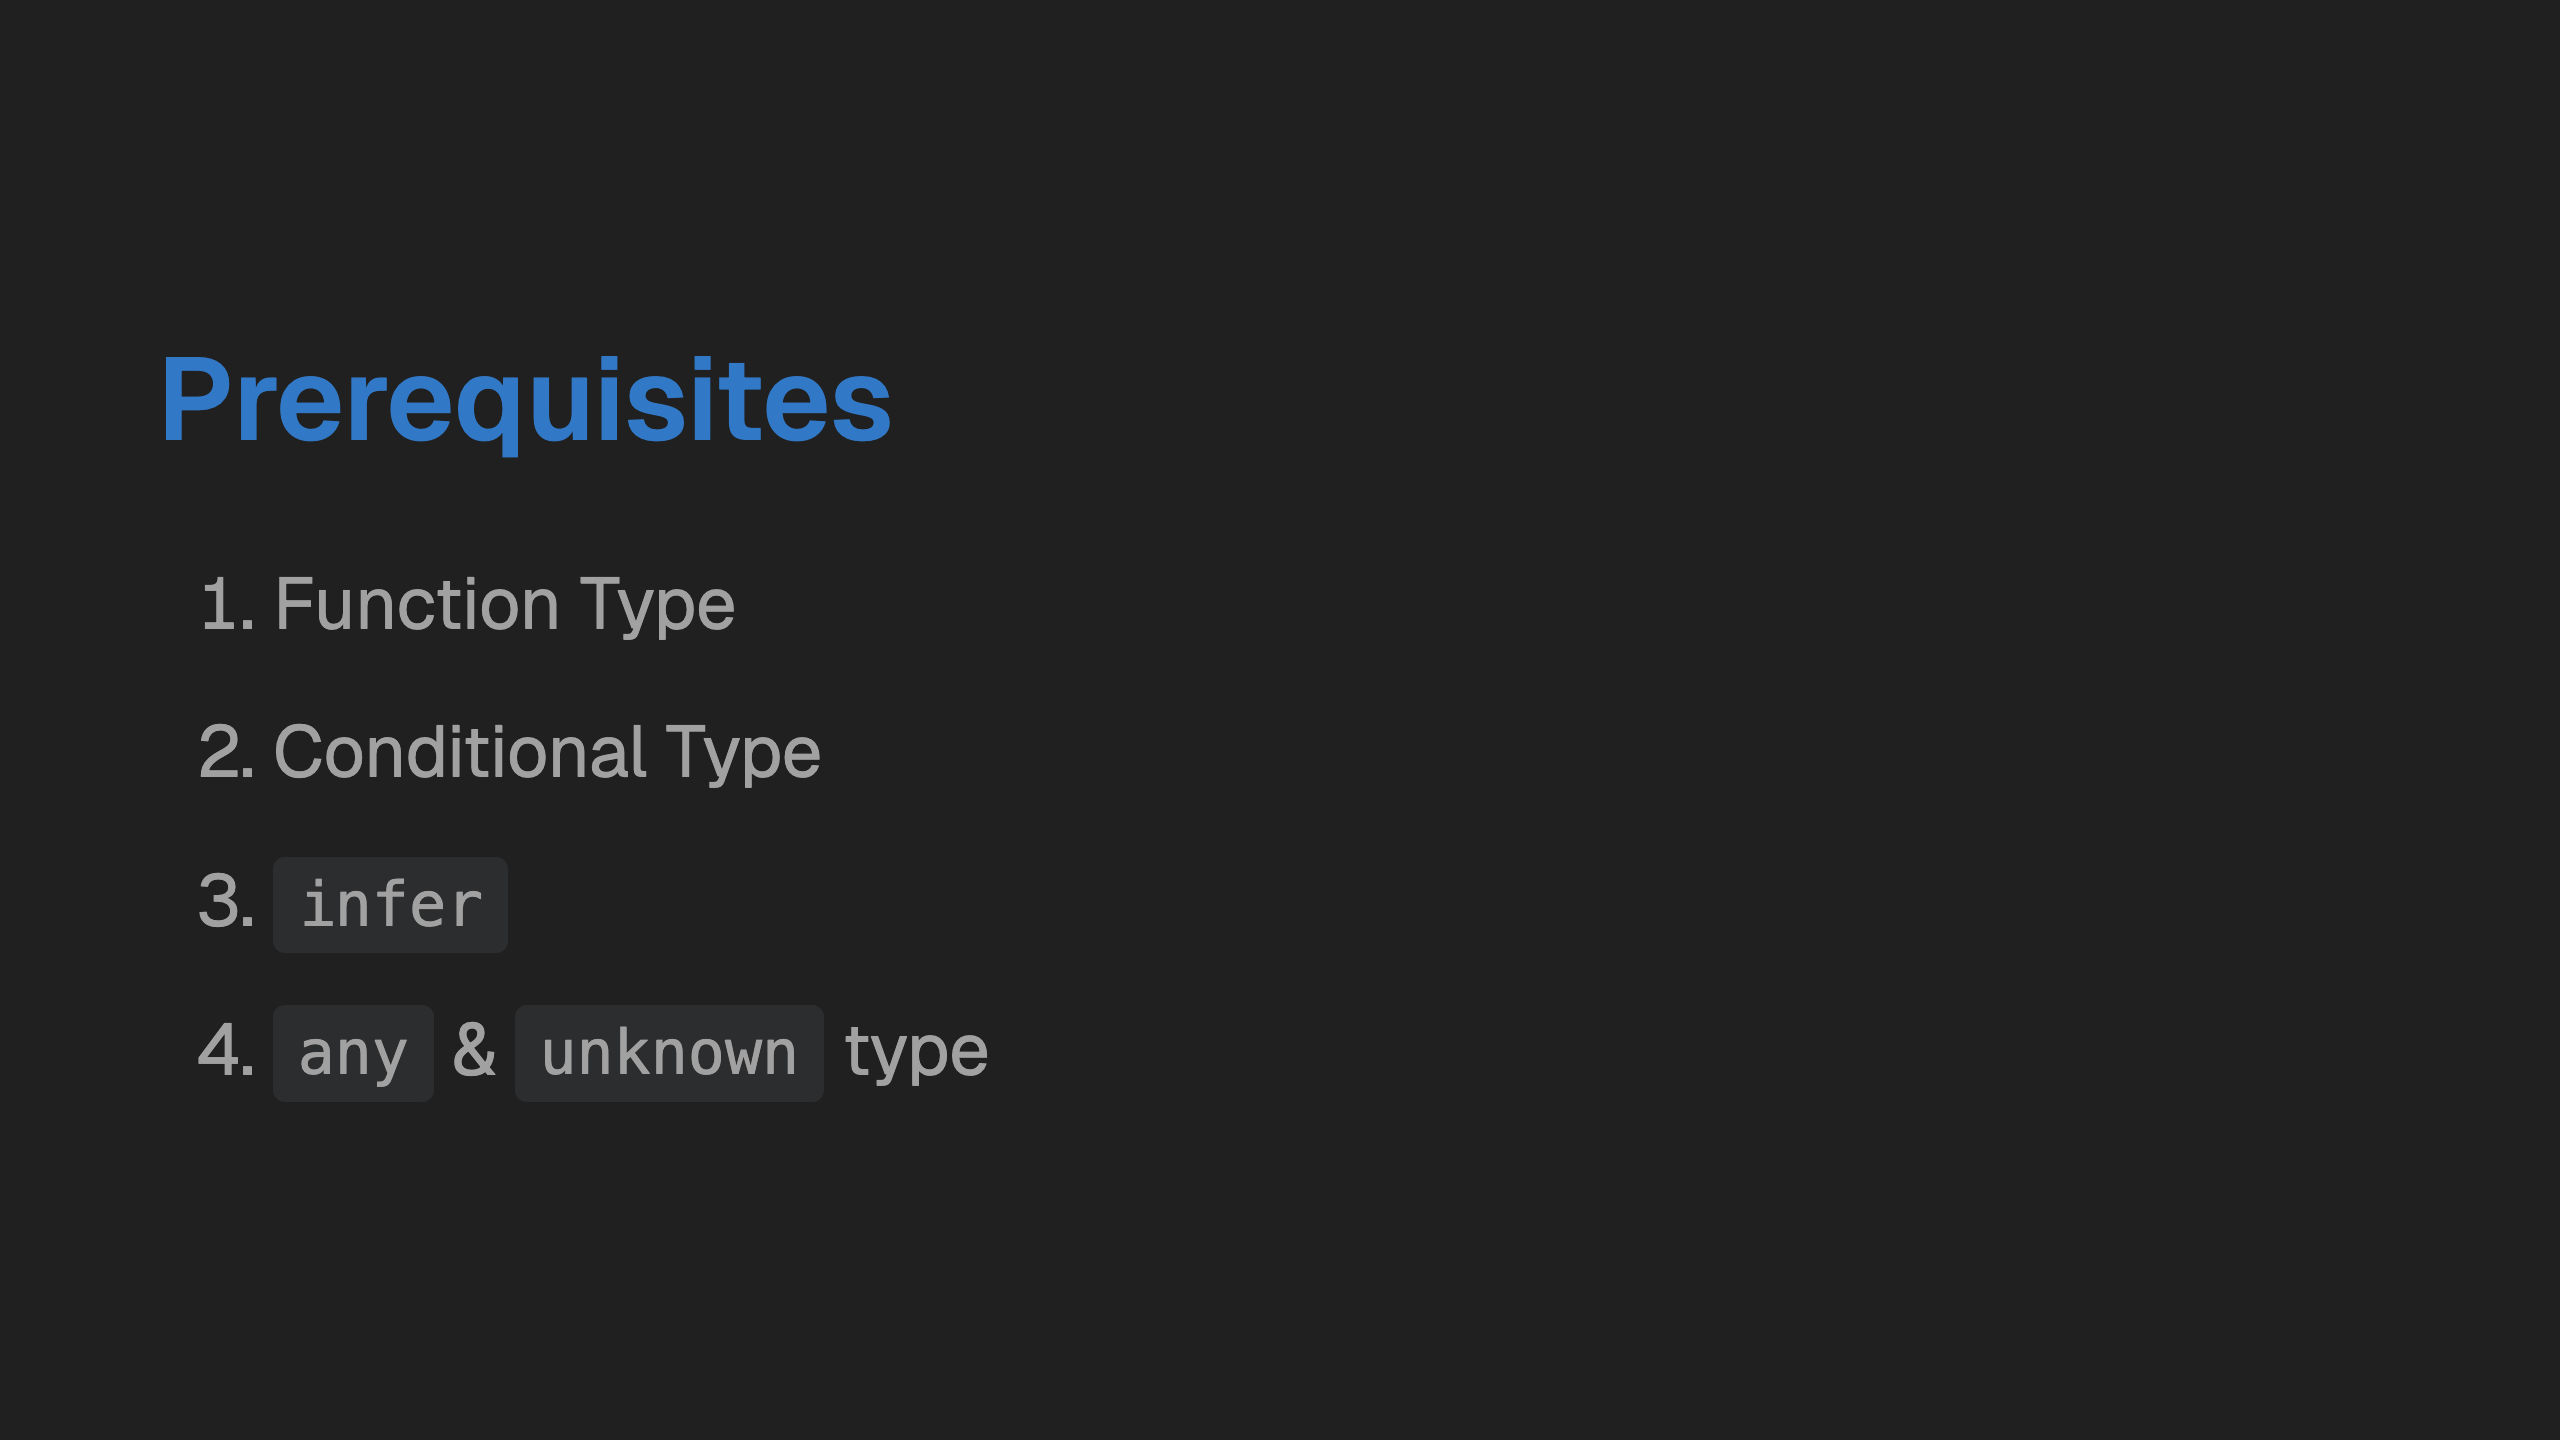 Prerequisites
1. Function Type
2. Conditional Type
3. infer
4. any & unknown type